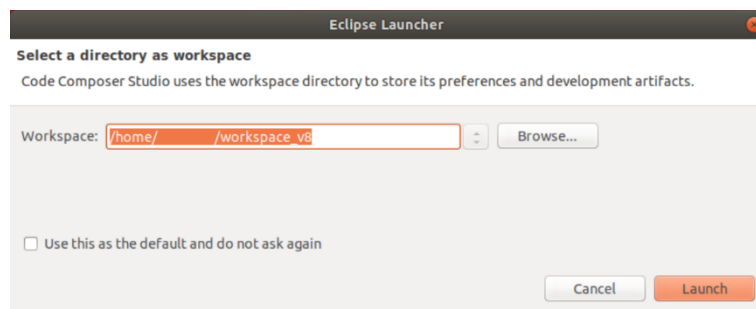 Eclipse Launcher
Select a directory as workspace
Code Composer Studio uses the workspace directory to store its preferences and development artifacts.
Workspace: /home/ /workspace_v8 Browse...
Use this as the default and do not ask again
Cancel Launch